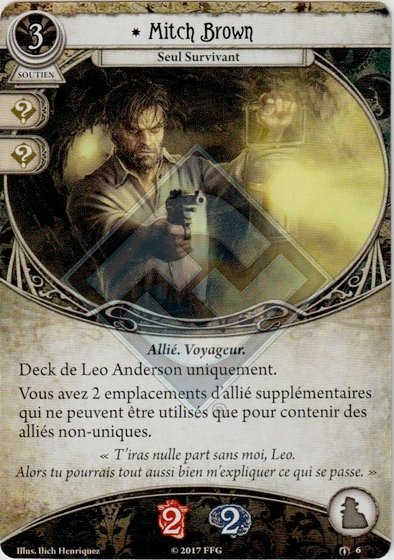 3
* Mitch Brown
SOUTIEN
Seul Survivant
?
?
Allié. Voyageur.
Deck de Leo Anderson uniquement.
Vous avez 2 emplacements d'allié supplémentaires
qui ne peuvent être utilisés que pour contenir des
alliés non-uniques.
« T'iras nulle part sans moi, Leo.
Alors tu pourrais tout aussi bien m'expliquer ce qui se passe. »
2
2
Illus. Ilich Henriquez
© 2017 FFG
6